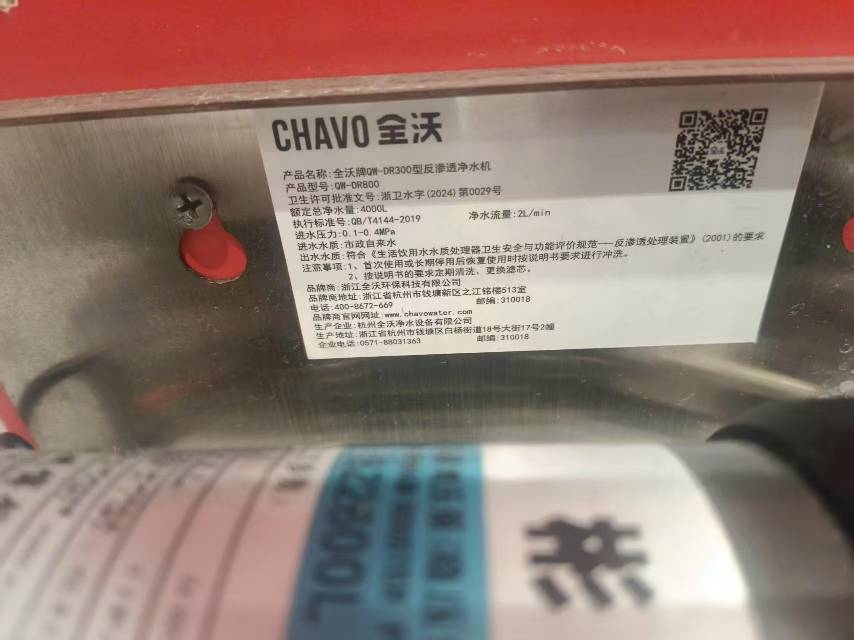 CHAVO 全沃
产品名称:全沃牌QW-DR300型反渗透净水机
产品型号:QW-DR800
卫生许可批准文号:浙卫水字(2024)第0029号
额定总净水量:4000L 净水流量:2L/min
执行标准号:QB/T4144-2019
进水压力:0.1-0.4MPa
进水水质:市政自来水
出水水质:符合《生活饮用水水质处理器卫生安全与功能评价规范——反渗透处理装置》(2001)的要求
注意事项:1、首次使用或长期停用后恢复使用时按说明书要求进行冲洗。
2、按说明书的要求定期清洗、更换滤芯。
品牌商:浙江全沃环保科技有限公司
品牌商地址:浙江省杭州市钱塘新区之江铭楼513室
电话:400-8672-669 邮编:310018
品牌商官网网址:www.chavowater.com
生产企业:杭州全沃净水设备有限公司
生产地址:浙江省杭州市钱塘区白杨街道18号大街17号2幢
企业电话:0571-88031363 邮编:310018